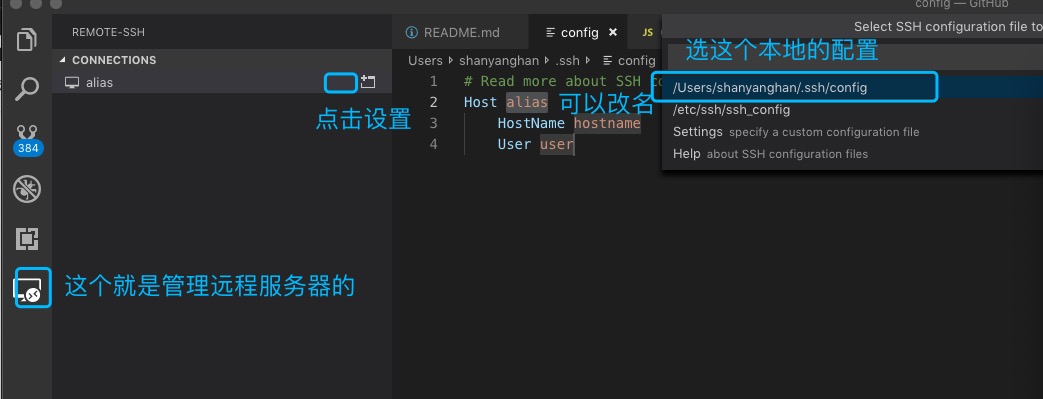 config — GitHub
REMOTE-SSH
README.md
config
JS
Select SSH configuration file to
CONNECTIONS
Users > shanyanghan > .ssh > config
选这个本地的配置
alias
1 # Read more about SSH co
/Users/shanyanghan/.ssh/config
点击设置
2 Host alias
可以改名
/etc/ssh/ssh_config
3 HostName hostname
Settings specify a custom configuration file
4 User user
Help about SSH configuration files
384
这个就是管理远程服务器的